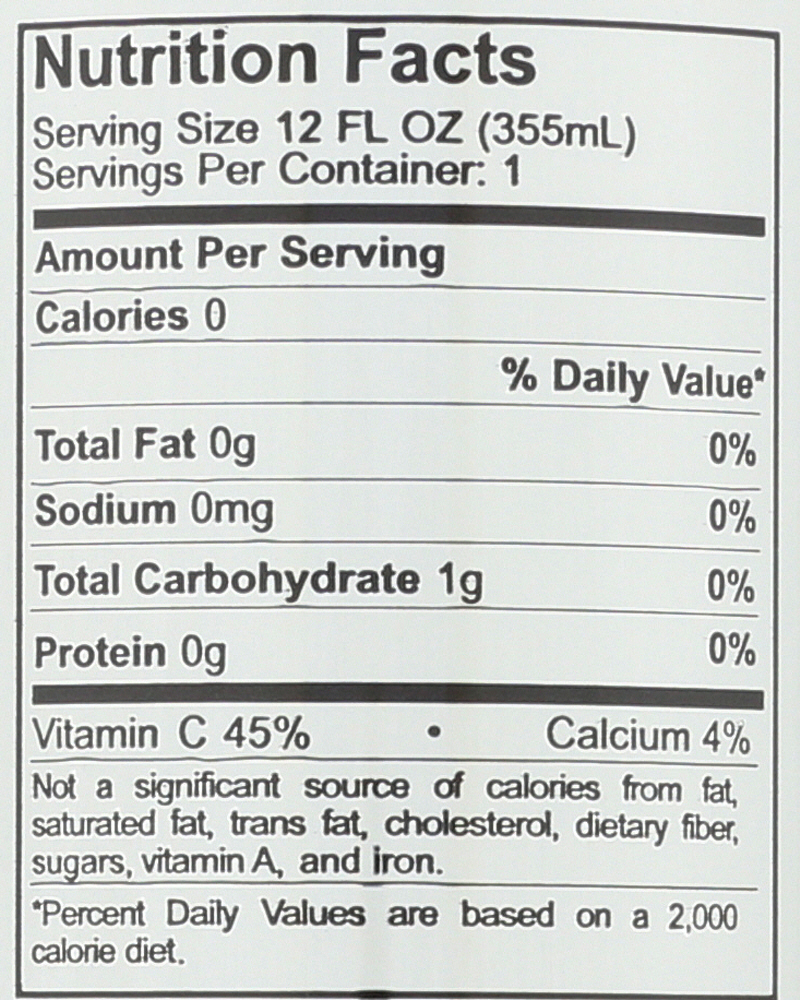 Nutrition Facts
Serving Size 12 FL OZ (355mL)
Servings Per Container: 1
Amount Per Serving
Calories 0
% Daily Value*
Total Fat 0g 0%
Sodium 0mg 0%
Total Carbohydrate 1g 0%
Protein 0g 0%
Vitamin C 45% • Calcium 4%
Not a significant source of calories from fat,
saturated fat, trans fat, cholesterol, dietary fiber,
sugars, vitamin A, and iron.
*Percent Daily Values are based on a 2,000
calorie diet.